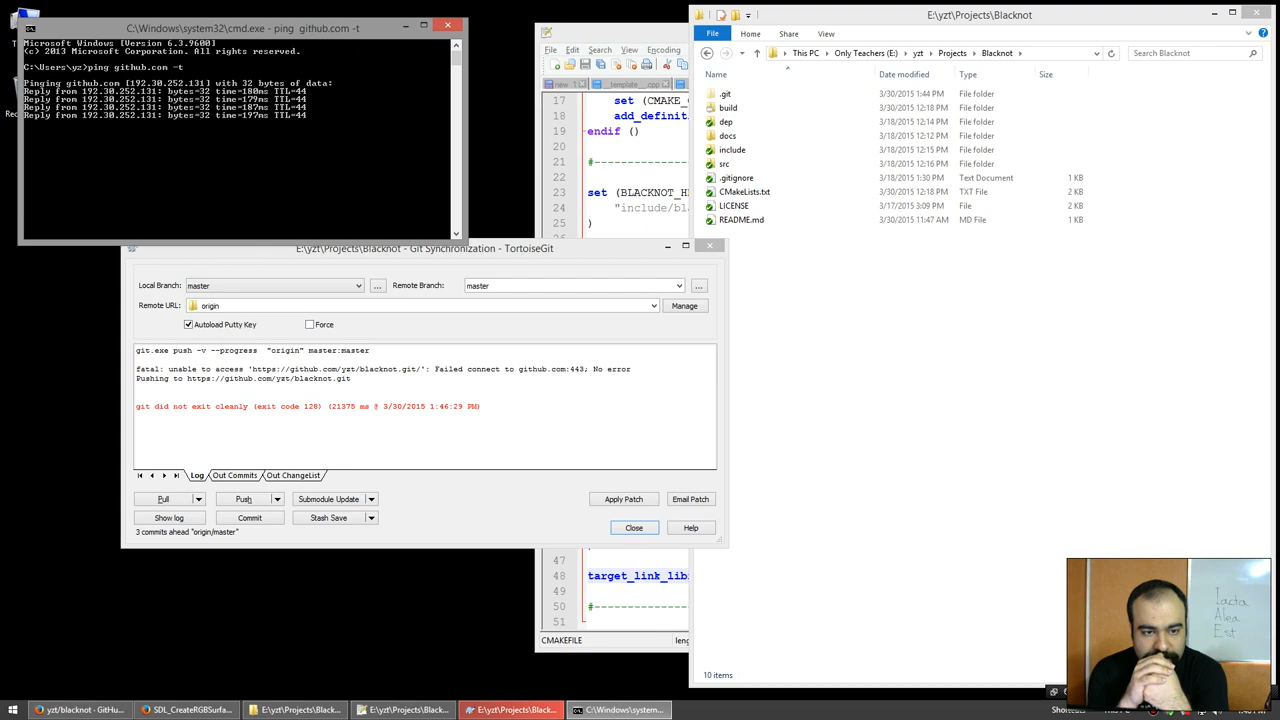 C:\Windows\system32\cmd.exe - ping github.com -t
Microsoft Windows [Version 6.3.9600]
(c) 2013 Microsoft Corporation. All rights reserved.
C:\Users\yz>ping github.com -t
Pinging github.com [192.30.252.131] with 32 bytes of data:
Reply from 192.30.252.131: bytes=32 time=180ms TTL=44
Reply from 192.30.252.131: bytes=32 time=179ms TTL=44
Reply from 192.30.252.131: bytes=32 time=187ms TTL=44
Reply from 192.30.252.131: bytes=32 time=197ms TTL=44
File Edit Search View Encoding
new 1 __template__.cpp
17 set (CMAKE_
18 add_definit
19 endif ()
20
21 #
22
23 set (BLACKNOT_H
24 "include/bl
25 )
E:\yzt\Projects\Blacknot
File Home Share View
This PC Only Teachers (E:) yzt Projects Blacknot
Search Blacknot
Name Date modified Type Size
.git 3/30/2015 1:44 PM File folder
build 3/30/2015 12:18 PM File folder
dep 3/18/2015 12:14 PM File folder
docs 3/18/2015 12:12 PM File folder
include 3/18/2015 12:15 PM File folder
src 3/18/2015 12:16 PM File folder
.gitignore 3/18/2015 1:30 PM Text Document 1 KB
CMakeLists.txt 3/30/2015 12:18 PM TXT File 2 KB
LICENSE 3/17/2015 3:09 PM File 2 KB
README.md 3/30/2015 11:47 AM MD File 1 KB
E:\yzt\Projects\Blacknot - Git Synchronization - TortoiseGit
Local Branch: master ... Remote Branch: master ...
Remote URL: origin Manage
Autoload Putty Key Force
git.exe push -v --progress "origin" master:master
fatal: unable to access 'https://github.com/yzt/blacknot.git/': Failed connect to github.com:443; No error
Pushing to https://github.com/yzt/blacknot.git
git did not exit cleanly (exit code 128) (21375 ms @ 3/30/2015 1:46:29 PM)
Log Out Commits Out ChangeList
Pull Push Submodule Update Apply Patch Email Patch
Show log Commit Stash Save Close Help
3 commits ahead "origin/master"
47
48 target_link_lib
49
50 #
51
CMAKEFILE leng
10 items
Iacta
Alea
Est
yzt/blacknot · GitHu... SDL_CreateRGBSurfa... E:\yzt\Projects\Black... E:\yzt\Projects\Black... E:\yzt\Projects\Black... C:\Windows\system...